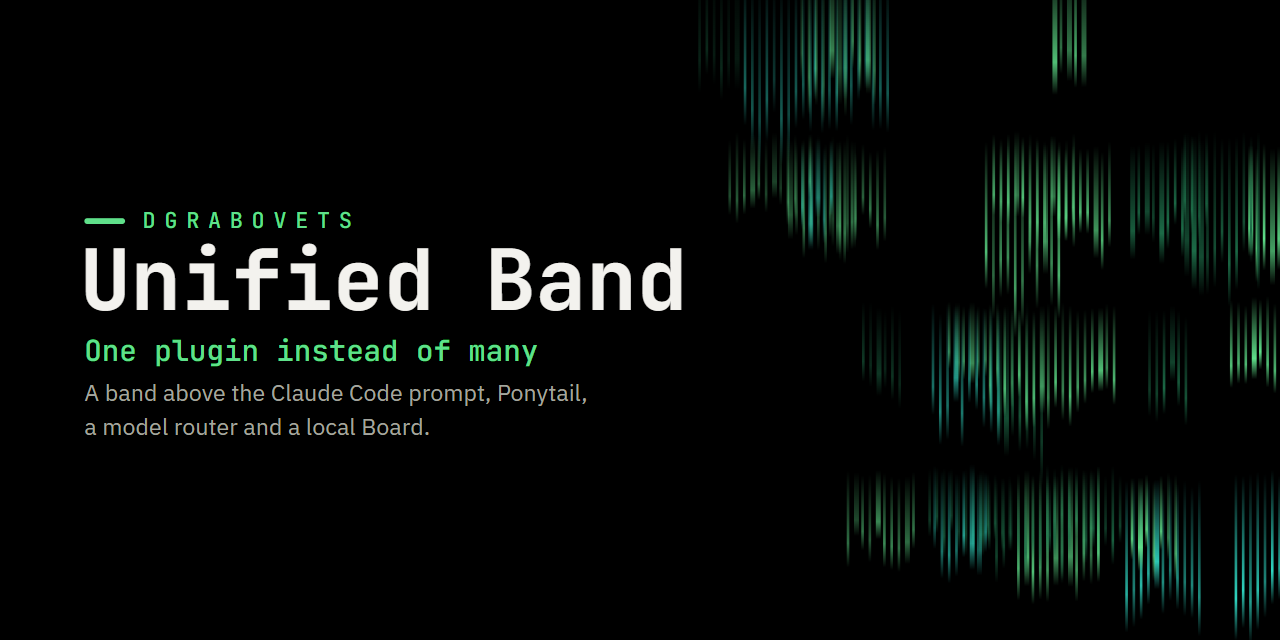 DGRABOVETS
Unified Band
One plugin instead of many
A band above the Claude Code prompt, Ponytail,
a model router and a local Board.